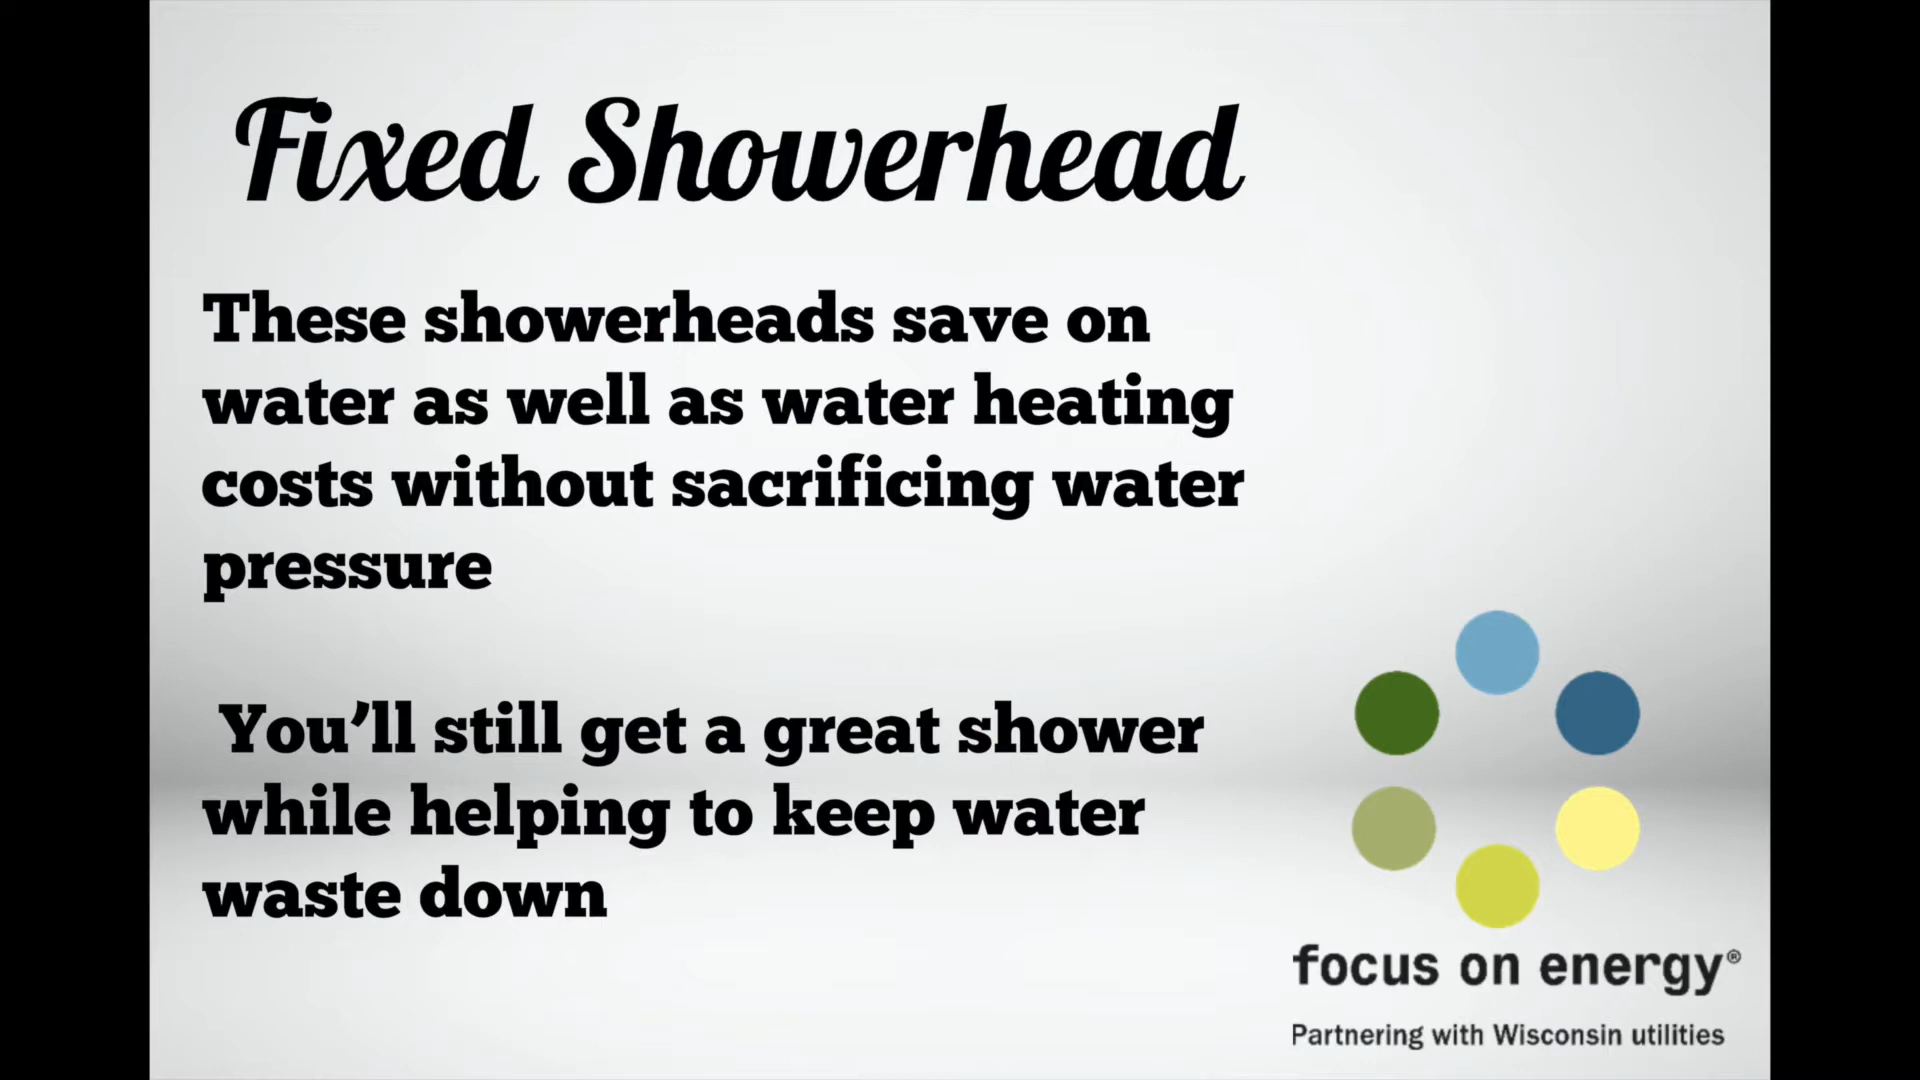 Fixed Showerhead
These showerheads save on
water as well as water heating
costs without sacrificing water
pressure
You’ll still get a great shower
while helping to keep water
waste down
focus on energy®
Partnering with Wisconsin utilities